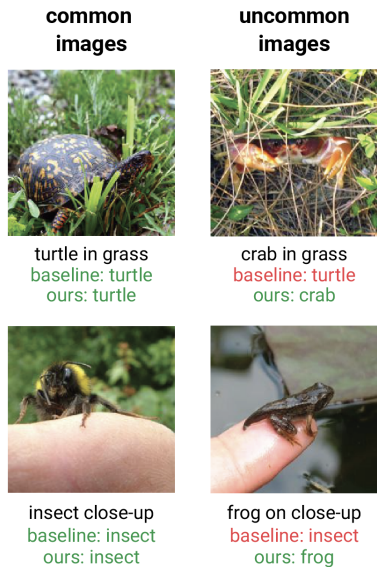 common
images
uncommon
images
turtle in grass
baseline: turtle
ours: turtle
crab in grass
baseline: turtle
ours: crab
insect close-up
baseline: insect
ours: insect
frog on close-up
baseline: insect
ours: frog